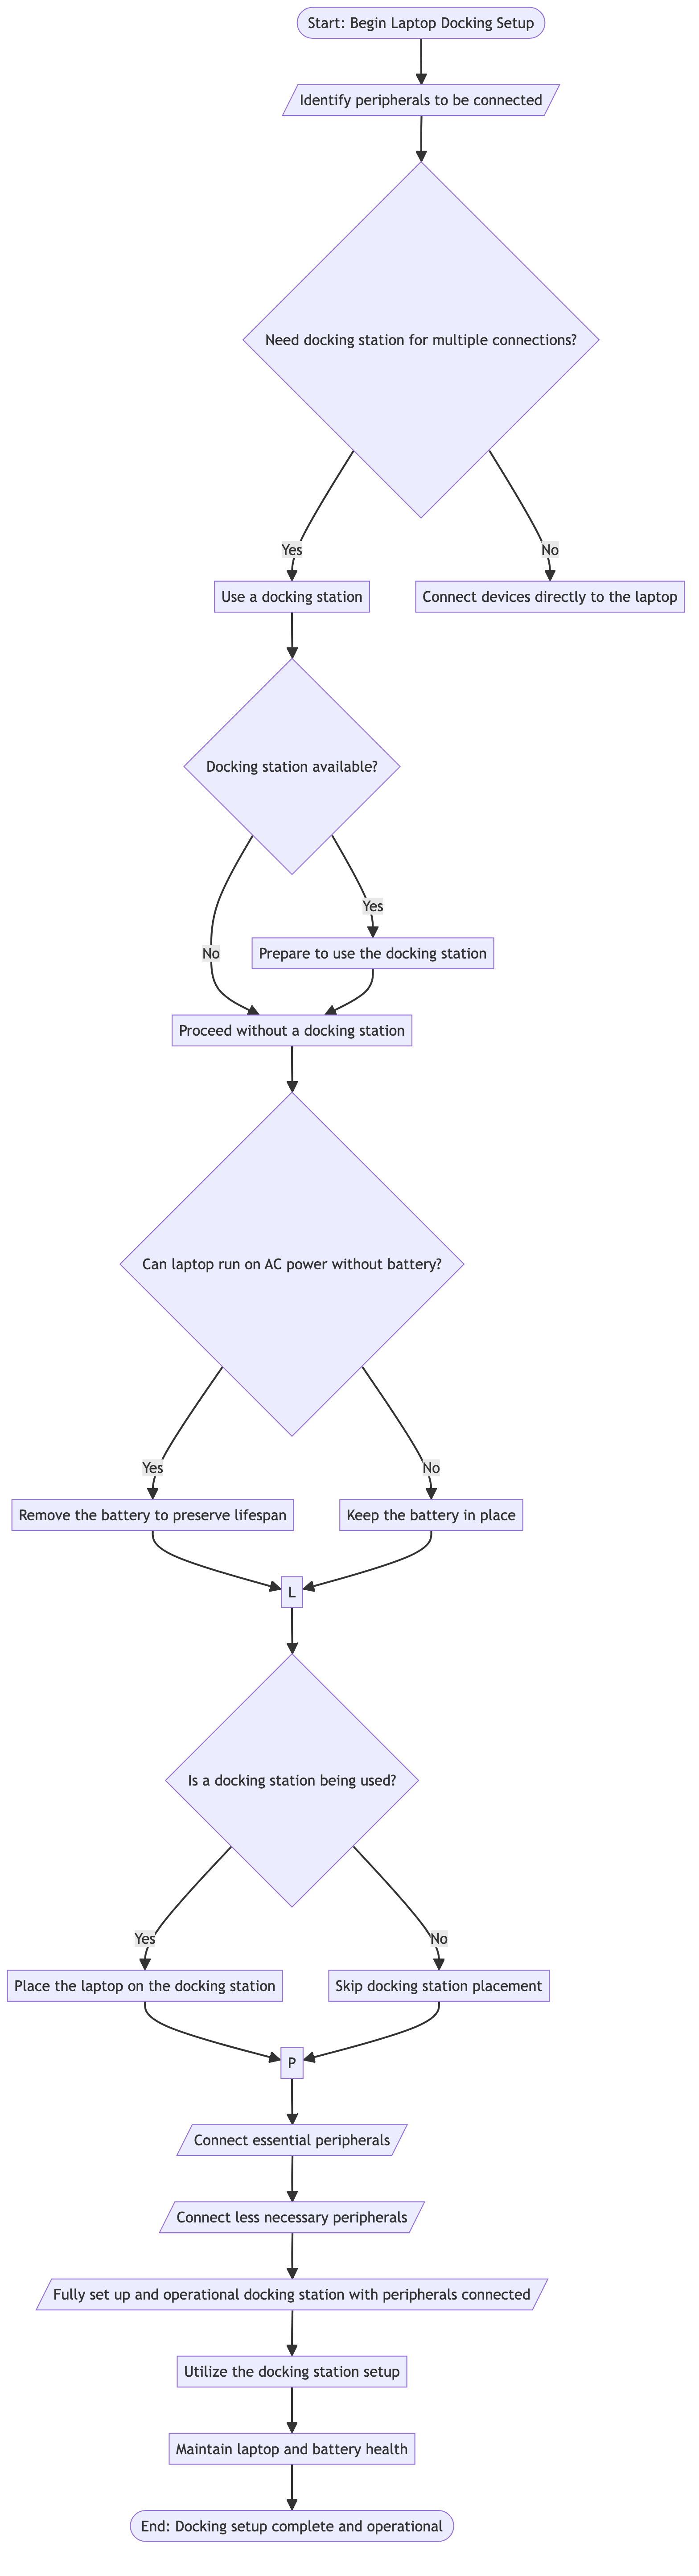 Start: Begin Laptop Docking Setup
Identify peripherals to be connected
Need docking station for multiple connections?
Yes
No
Use a docking station
Connect devices directly to the laptop
Docking station available?
Yes
No
Prepare to use the docking station
Proceed without a docking station
Can laptop run on AC power without battery?
Yes
No
Remove the battery to preserve lifespan
Keep the battery in place
L
Is a docking station being used?
Yes
No
Place the laptop on the docking station
Skip docking station placement
P
Connect essential peripherals
Connect less necessary peripherals
Fully set up and operational docking station with peripherals connected
Utilize the docking station setup
Maintain laptop and battery health
End: Docking setup complete and operational